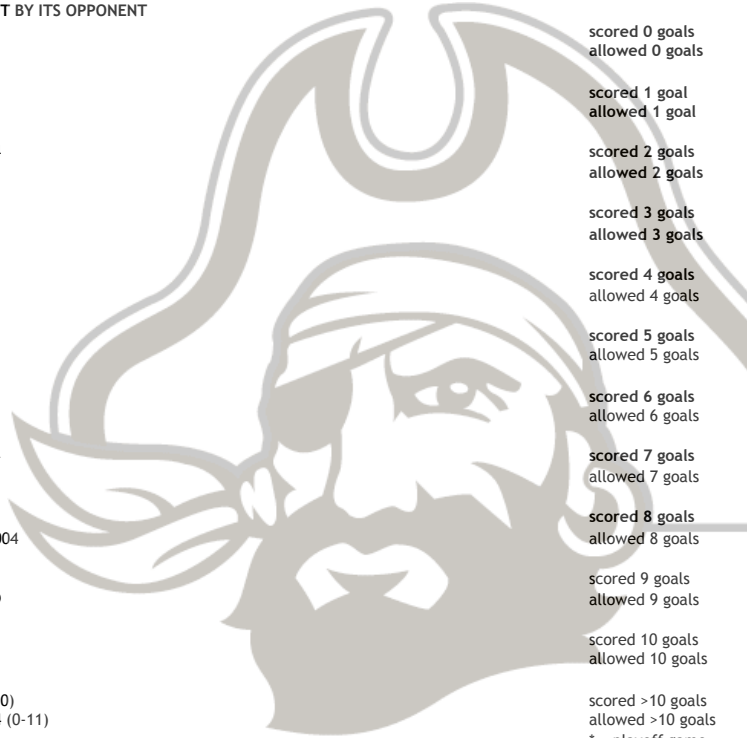 T BY ITS OPPONENT
scored 0 goals
allowed 0 goals
scored 1 goal
allowed 1 goal
scored 2 goals
allowed 2 goals
scored 3 goals
allowed 3 goals
scored 4 goals
allowed 4 goals
scored 5 goals
allowed 5 goals
scored 6 goals
allowed 6 goals
scored 7 goals
allowed 7 goals
scored 8 goals
004
allowed 8 goals
scored 9 goals
allowed 9 goals
scored 10 goals
allowed 10 goals
0)
scored >10 goals
(0-11)
allowed >10 goals